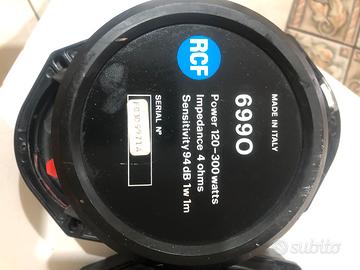 RCF
MADE IN ITALY
6990
Power 120-300 watts
Impedance 4 ohms
Sensitivity 94 dB 1w 1m
SERIAL N°
subito